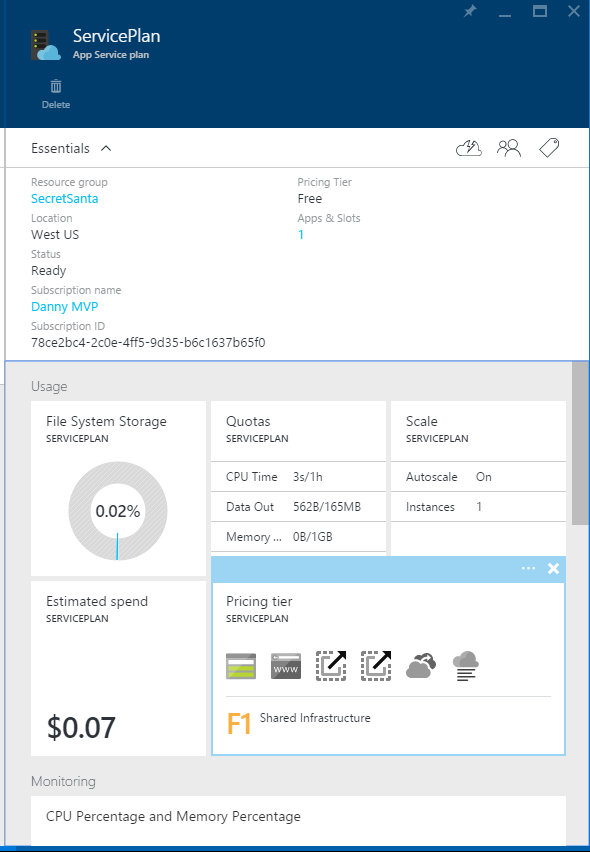 ServicePlan
App Service plan
Delete
Essentials
Resource group
SecretSanta
Location
West US
Status
Ready
Subscription name
Danny MVP
Subscription ID
78ce2bc4-2c0e-4ff5-9d35-b6c1637b65f0
Pricing Tier
Free
Apps & Slots
1
Usage
File System Storage
SERVICEPLAN
0.02%
Quotas
SERVICEPLAN
CPU Time 3s/1h
Data Out 562B/165MB
Memory ... 0B/1GB
Scale
SERVICEPLAN
Autoscale On
Instances 1
Estimated spend
SERVICEPLAN
$0.07
Pricing tier
SERVICEPLAN
WWW
F1 Shared Infrastructure
Monitoring
CPU Percentage and Memory Percentage